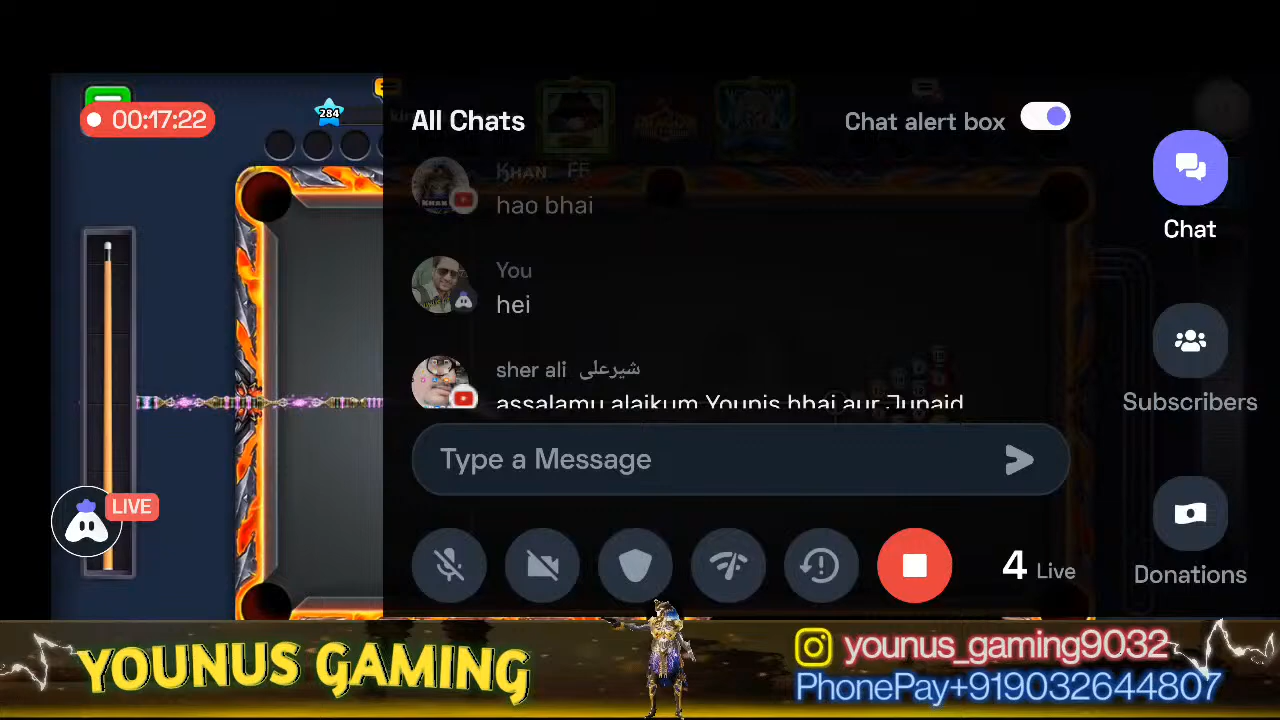 00:17:22
284
All Chats
Chat alert box
KHAN FF
hao bhai
Chat
You
hei
sher ali شیرعلی
assalamu alaikum Younis bhai aur Junaid
Subscribers
Type a Message
LIVE
4 Live
Donations
YOUNUS GAMING
younus_gaming9032
PhonePay+919032644807